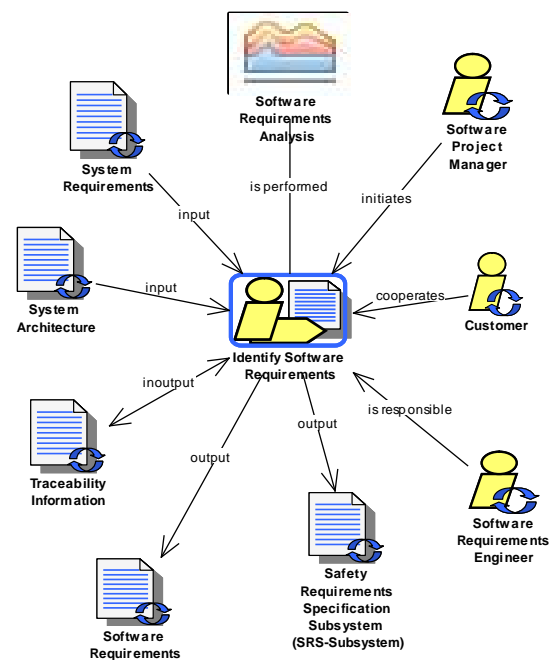 Software
Requirements
Analysis
Software
Project
Manager
System
Requirements
is performed
initiates
input
input
cooperates
System
Architecture
Customer
Identify Software
Requirements
inoutput
is responsible
output
output
Traceability
Information
Software
Requirements
Engineer
Safety
Requirements
Specification
Subsystem
(SRS-Subsystem)
Software
Requirements